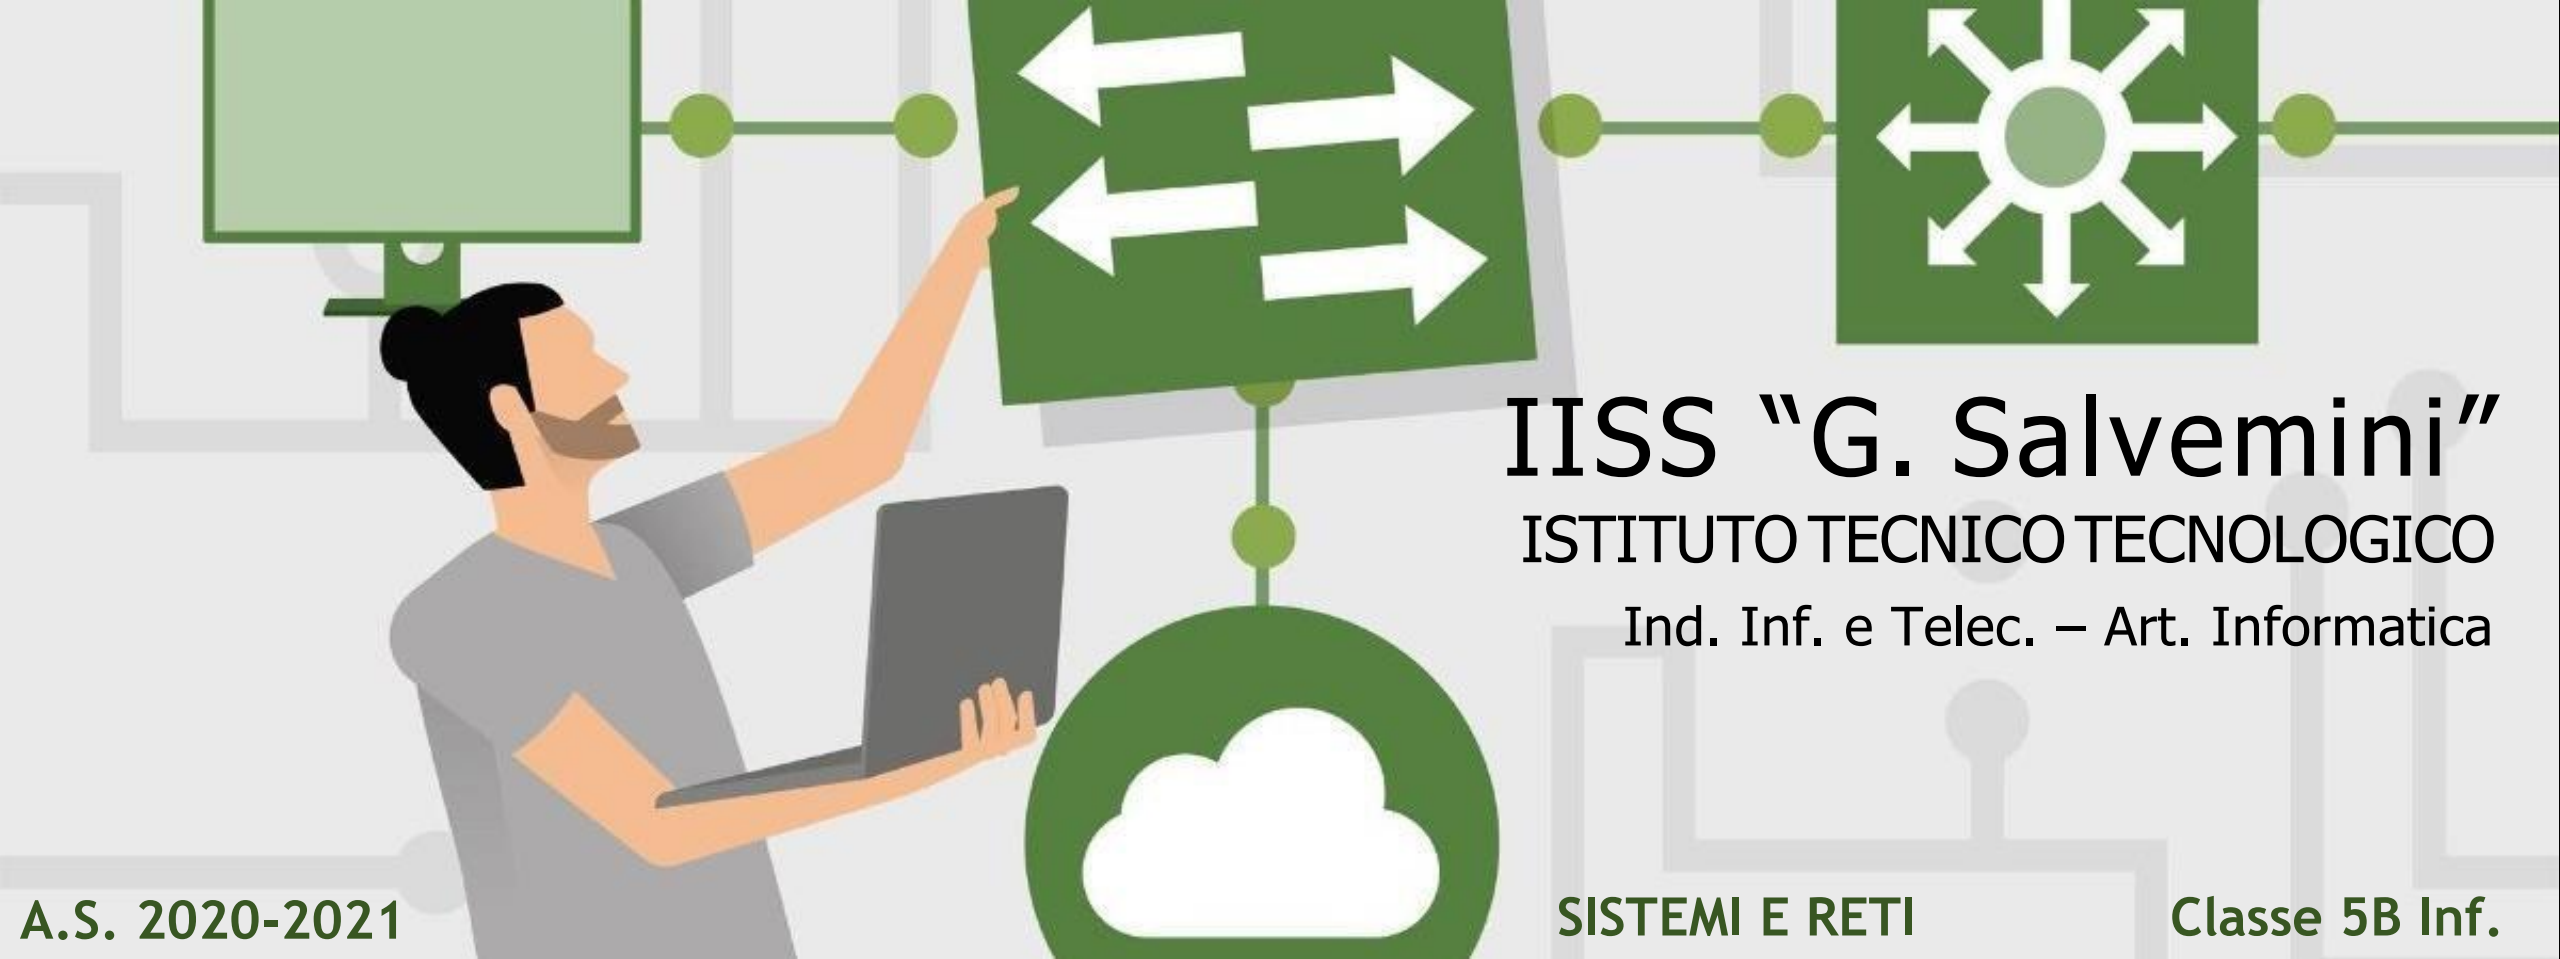 IISS “G. Salvemini”
ISTITUTO TECNICO TECNOLOGICO
Ind. Inf. e Telec. – Art. Informatica
A.S. 2020-2021
SISTEMI E RETI
Classe 5B Inf.